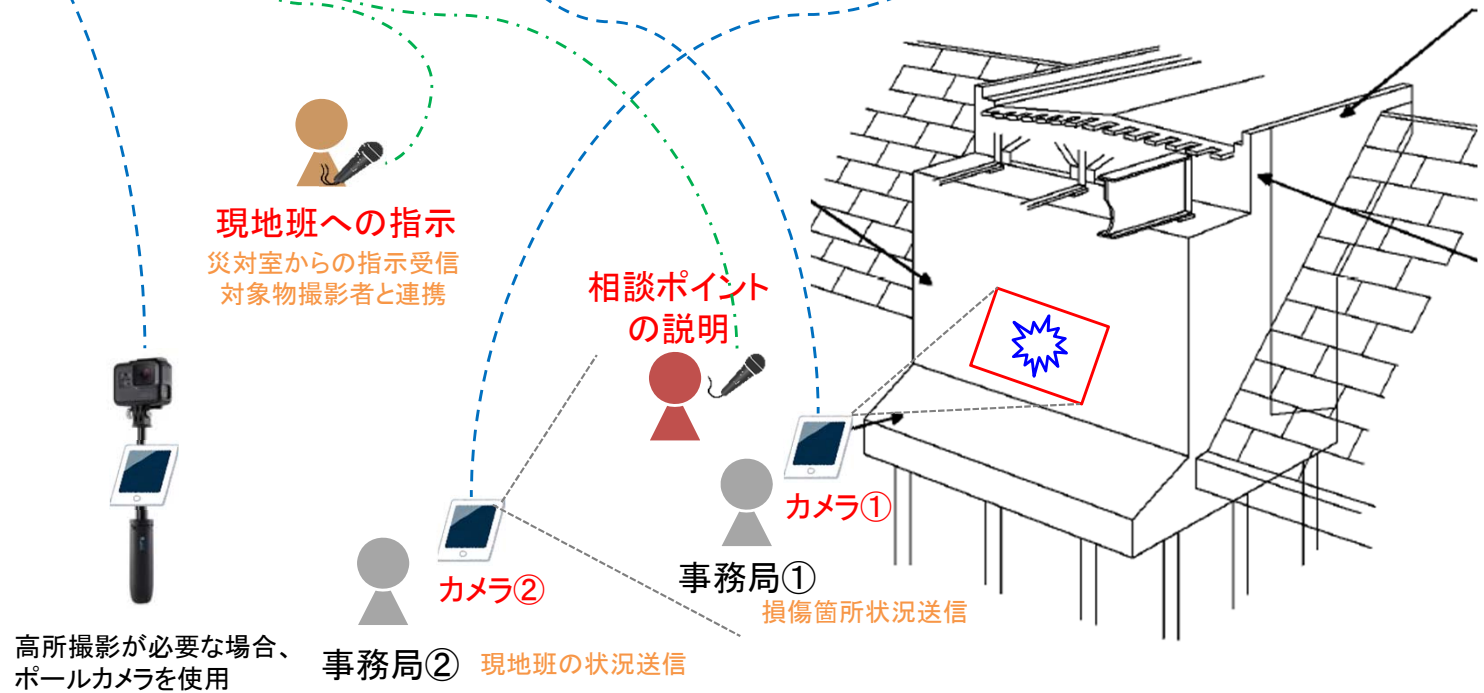 現地班への指示
災対室からの指示受信
対象物撮影者と連携
相談ポイント
の説明
カメラ①
事務局①
損傷箇所状況送信
カメラ②
事務局②
現地班の状況送信
高所撮影が必要な場合、
ポールカメラを使用